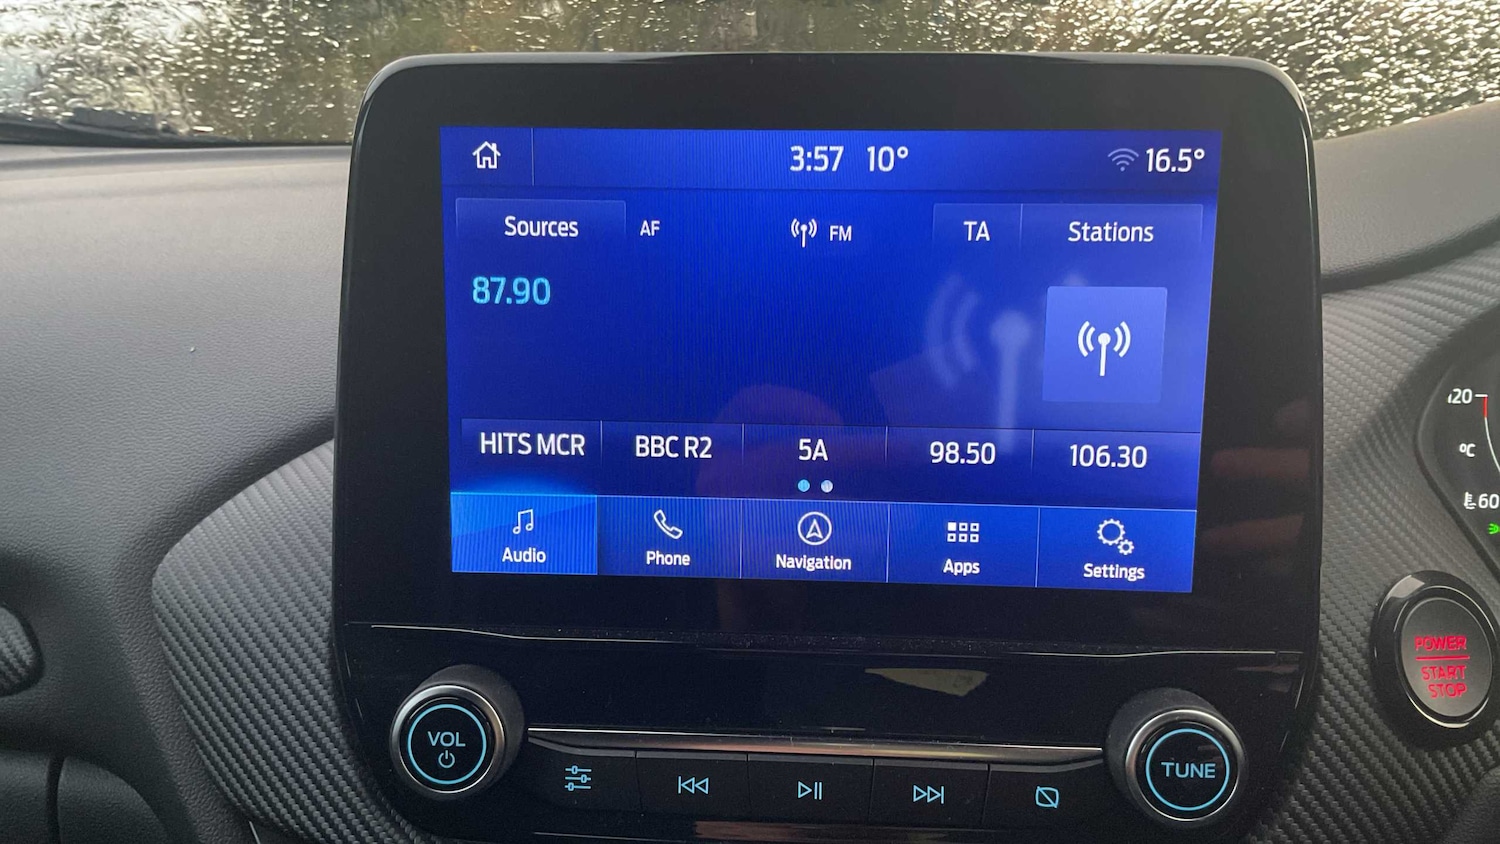 3:57 10° 16.5°
Sources AF FM TA Stations
87.90
HITS MCR BBC R2 5A 98.50 106.30
Audio Phone Navigation Apps Settings
120
°C
60
POWER
START
STOP
VOL
TUNE